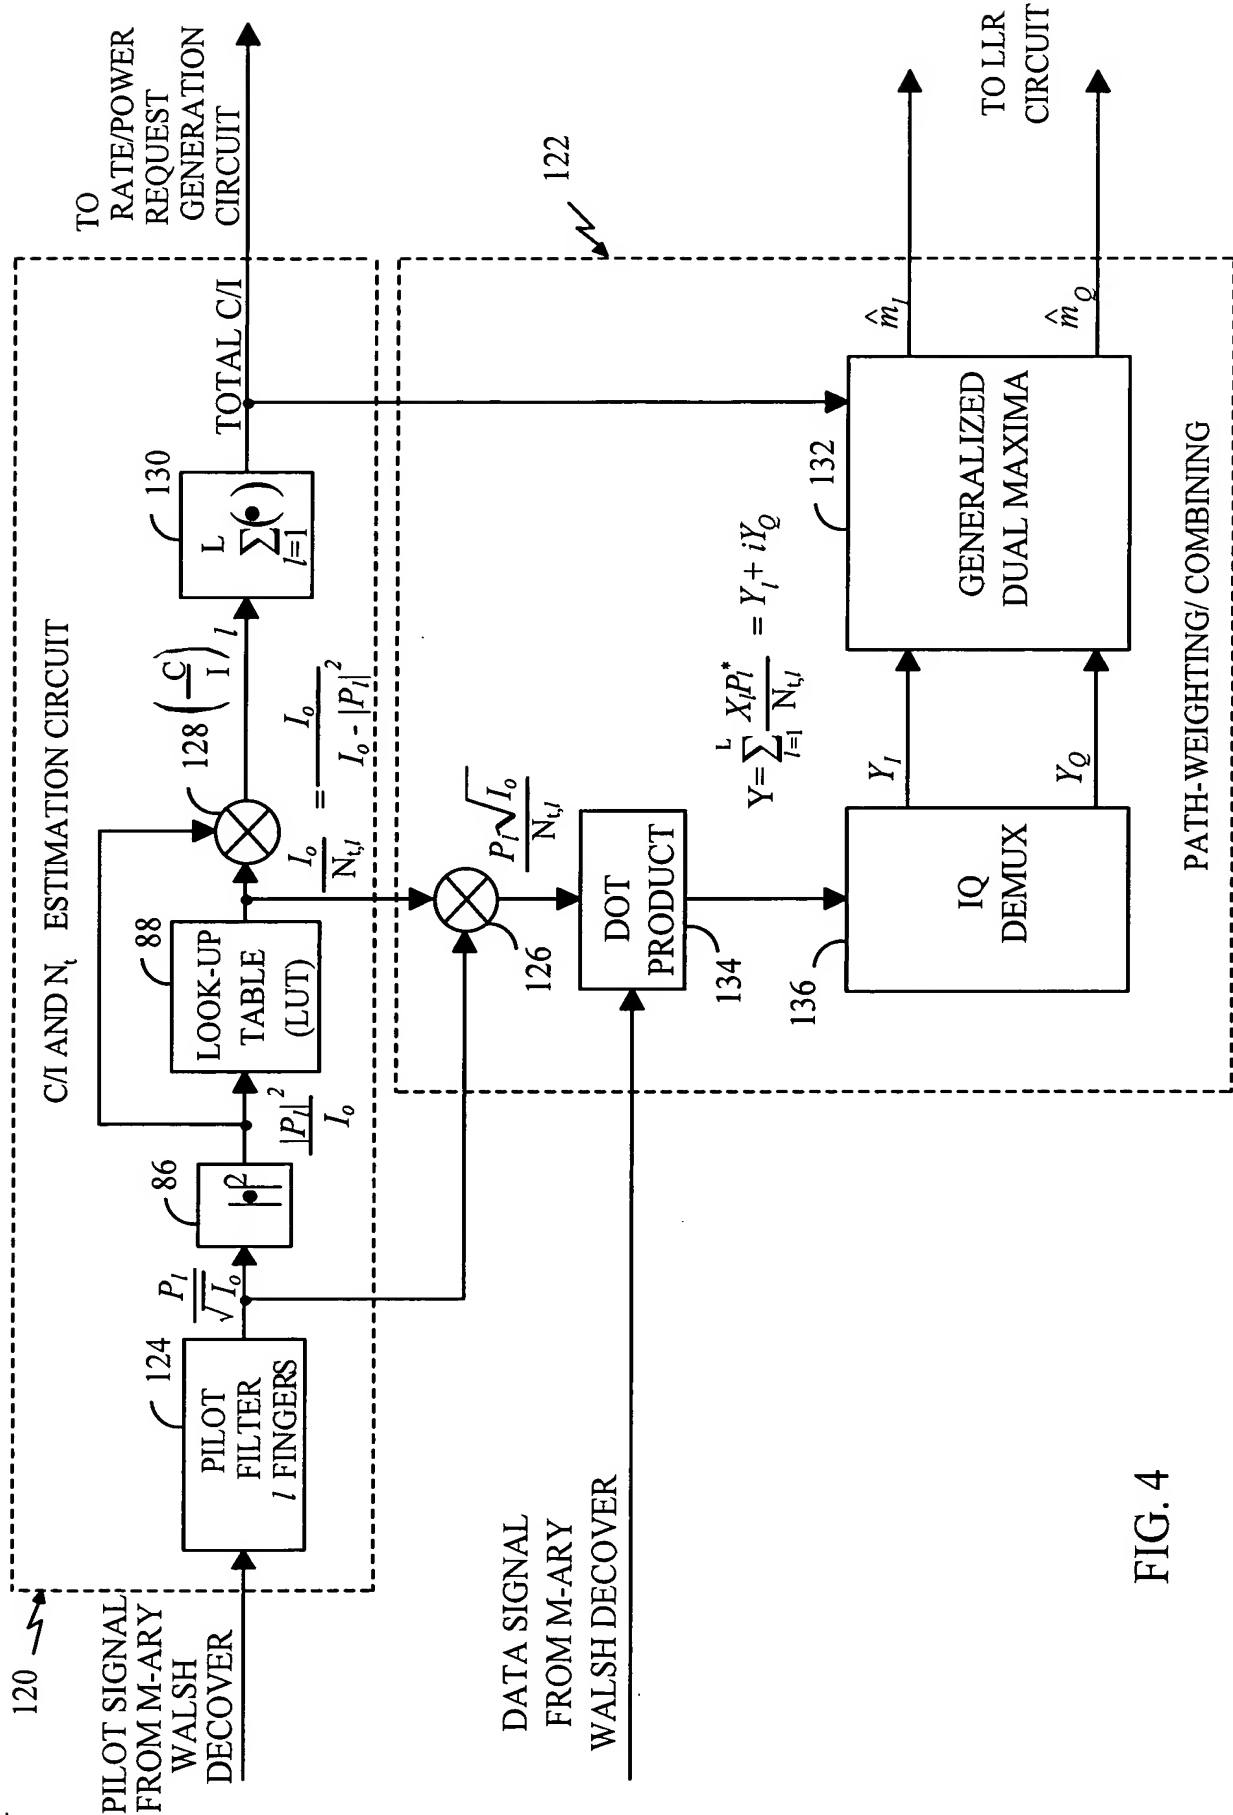 120
PILOT SIGNAL
FROM M-ARY
WALSH
DECOVER
C/I AND N_t ESTIMATION CIRCUIT
124
PILOT
FILTER
l FINGERS
P_l / √I_o
86
|•|^2
|P_l|^2 / I_o
88
LOOK-UP
TABLE
(LUT)
I_o / N_{t,l} = I_o / (I_o - |P_l|^2)
128
(C / I)_l
130
L
∑(•)
l=1
TOTAL C/I
TO
RATE/POWER
REQUEST
GENERATION
CIRCUIT
122
DATA SIGNAL
FROM M-ARY
WALSH DECOVER
126
P_l √I_o / N_{t,l}
DOT
PRODUCT
134
136
IQ
DEMUX
Y_I
Y_Q
Y = ∑_{l=1}^{L} X_l P_l^* / N_{t,l} = Y_I + iY_Q
132
GENERALIZED
DUAL MAXIMA
m̂_I
m̂_Q
TO LLR
CIRCUIT
PATH-WEIGHTING/ COMBINING
FIG. 4